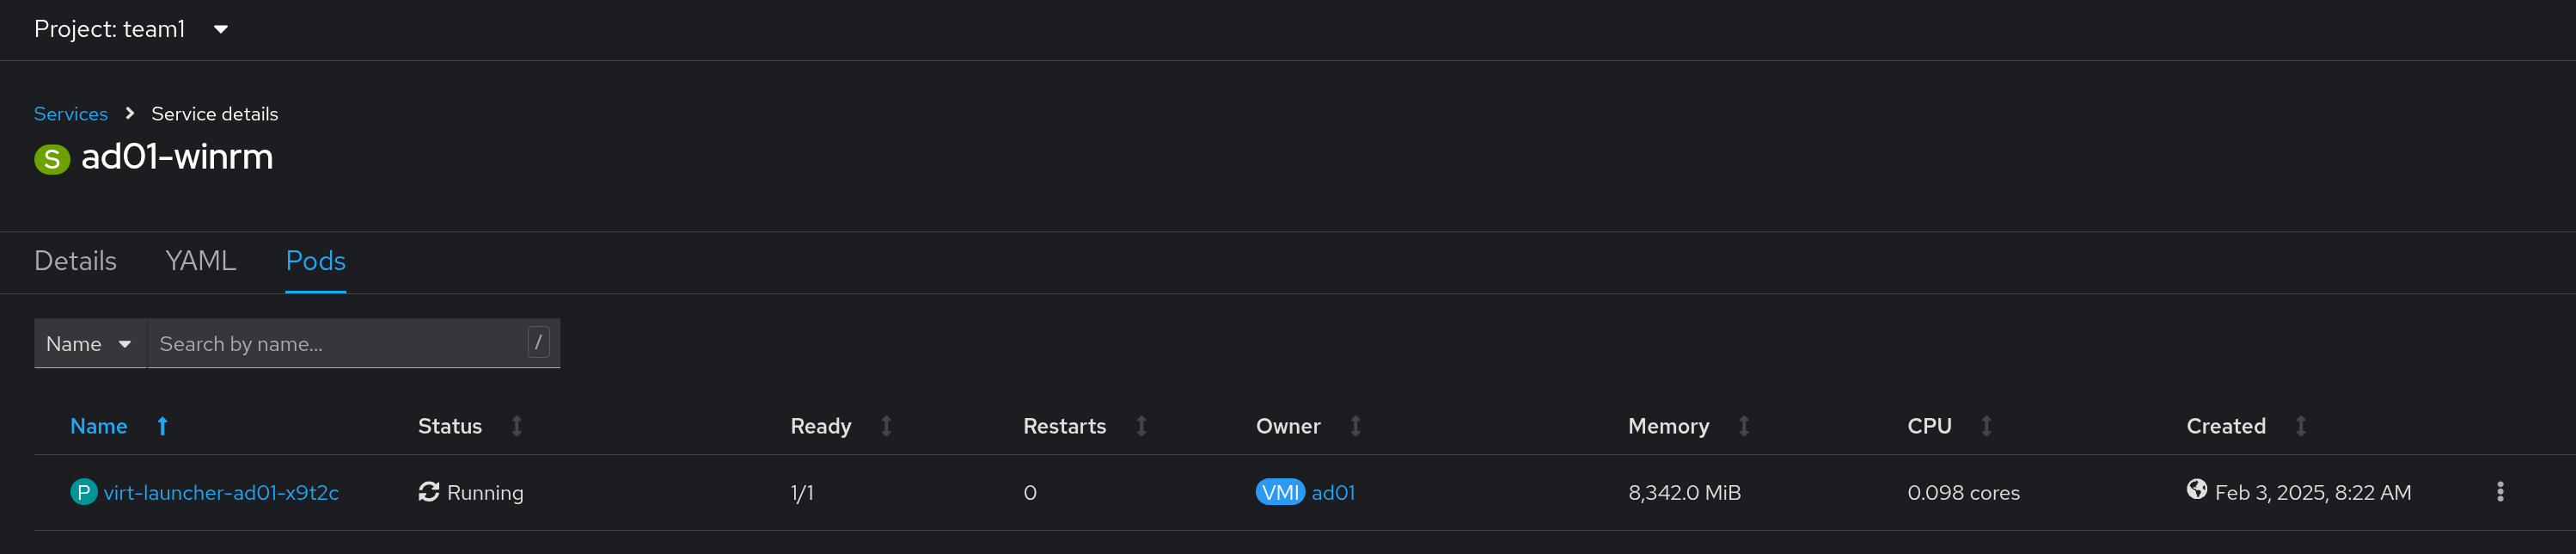 Project: team1
Services > Service details
S ad01-winrm
Details YAML Pods
Name Search by name... /
Name Status Ready Restarts Owner Memory CPU Created
P virt-launcher-ad01-x9t2c Running 1/1 0 VMI ad01 8,342.0 MiB 0.098 cores Feb 3, 2025, 8:22 AM